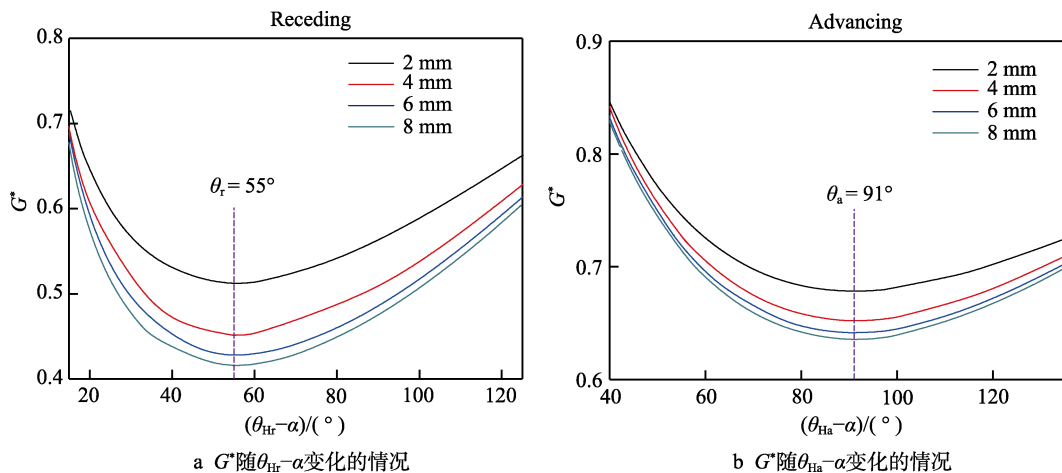 Receding
0.8
0.7
0.6
0.5
0.4
G*
2 mm
4 mm
6 mm
8 mm
θr = 55°
20 40 60 80 100 120
(θHr−α)/( ° )
a G*随θHr−α变化的情况
Advancing
0.9
0.8
0.7
0.6
G*
2 mm
4 mm
6 mm
8 mm
θa = 91°
40 60 80 100 120
(θHa−α)/( ° )
b G*随θHa−α变化的情况